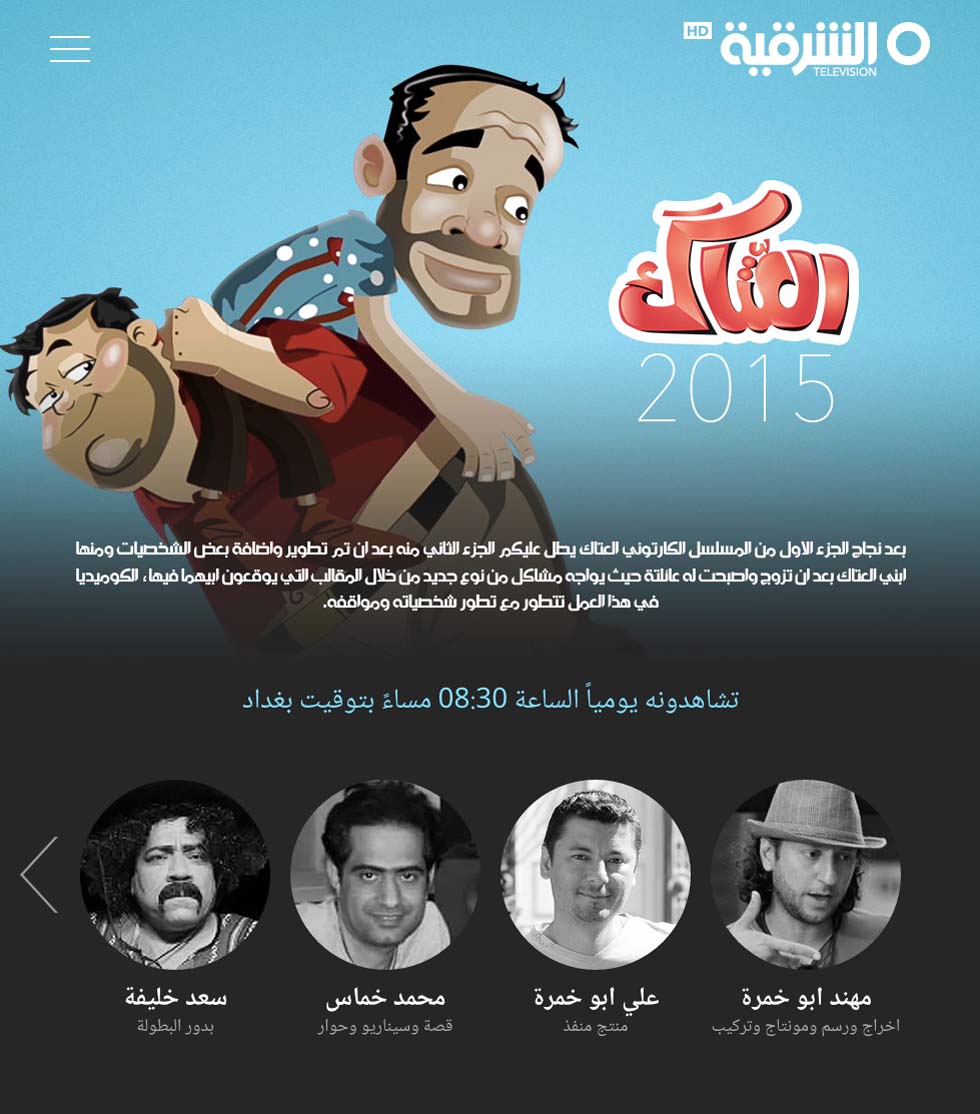 HD
الشرقية
TELEVISION
العتاك
2015
بعد نجاح الجزء الاول من المسلسل الكارتوني العتاك يطل عليكم الجزء الثاني منه بعد ان تم تطوير واضافة بعض الشخصيات ومنها
ابني العتاك بعد ان تزوج واصبحت له عائلتة حيث يواجه مشاكل من نوع جديد من خلال المقالب التي يوقعون ابيهما فيها، الكوميديا
في هذا العمل تتطور مع تطور شخصياته ومواقفه.
تشاهدونه يومياً الساعة 08:30 مساءً بتوقيت بغداد
مهند ابو خمرة
اخراج ورسم ومونتاج وتركيب
علي ابو خمرة
منتج منفذ
محمد خماس
قصة وسيناريو وحوار
سعد خليفة
بدور البطولة